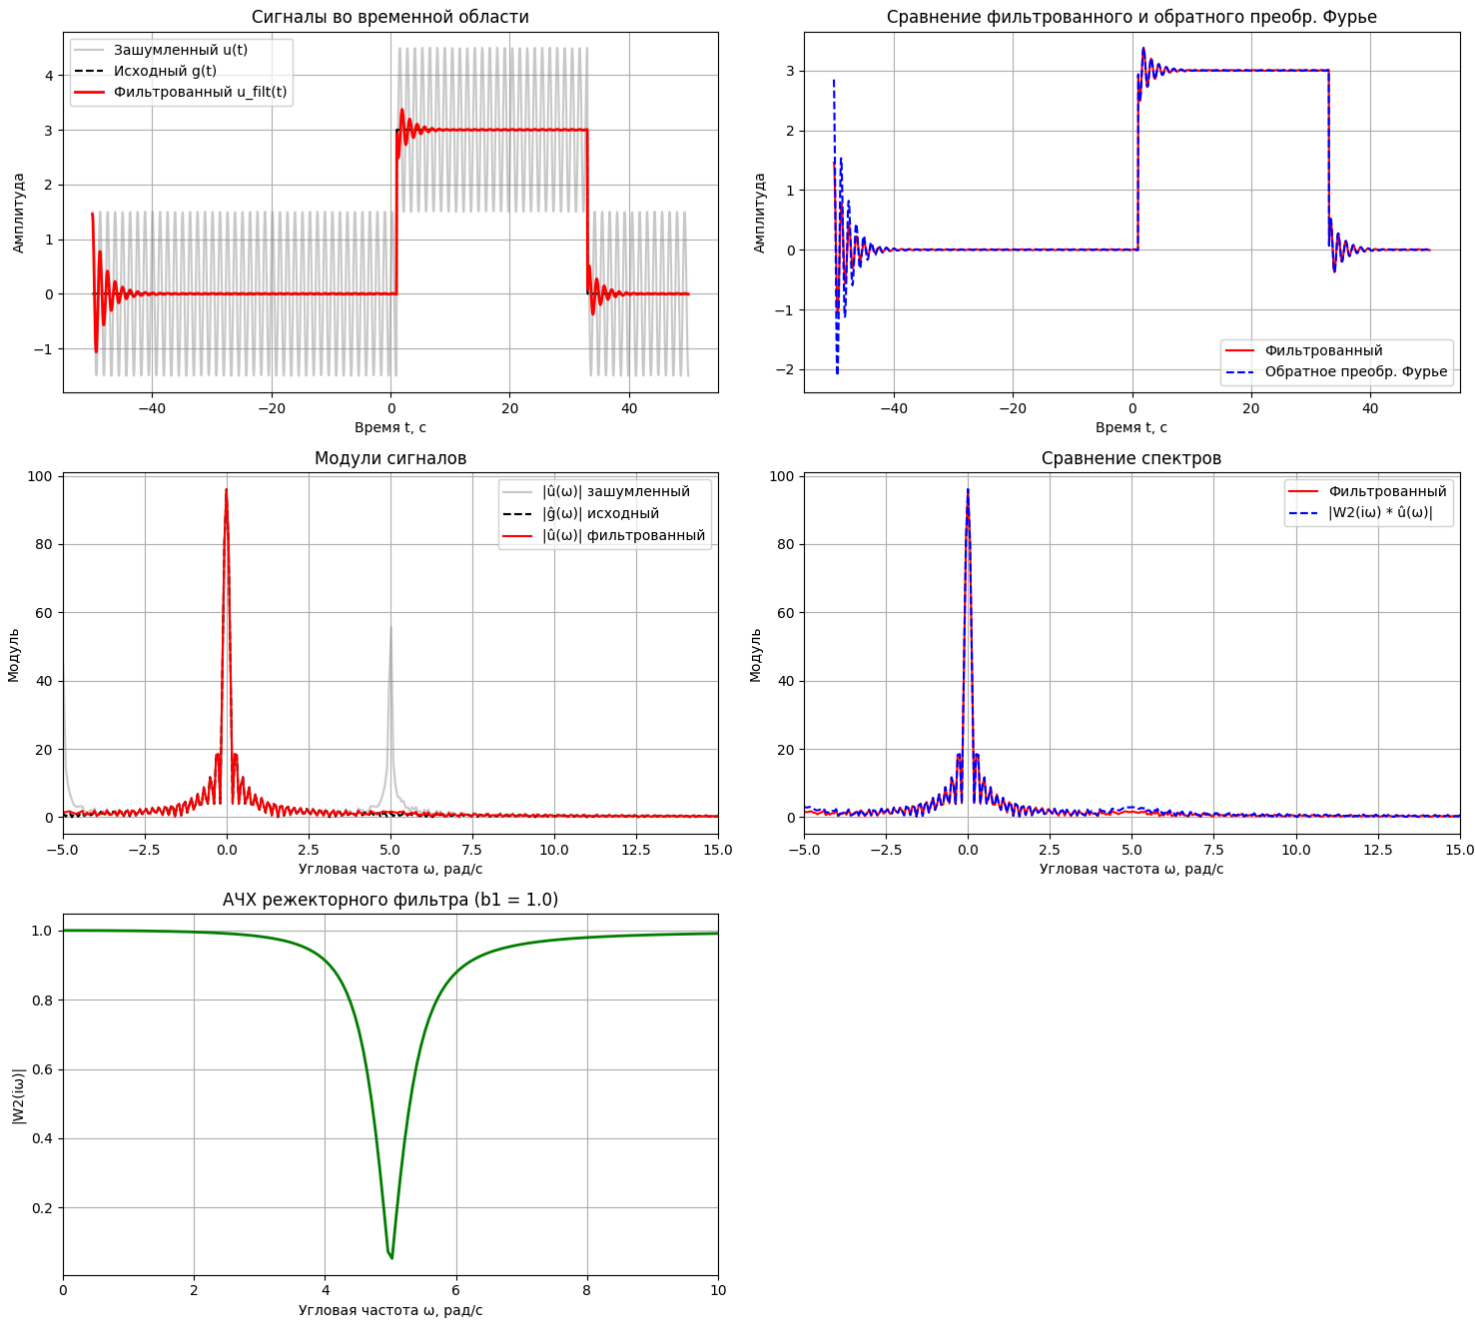 Сигналы во временной области
Зашумленный u(t)
Исходный g(t)
Фильтрованный u_filt(t)
4
3
2
1
0
−1
−40
−20
0
20
40
Амплитуда
Время t, с
Сравнение фильтрованного и обратного преобр. Фурье
3
2
1
0
−1
−2
−40
−20
0
20
40
Амплитуда
Время t, с
Фильтрованный
Обратное преобр. Фурье
Модули сигналов
|û(ω)| зашумленный
|ĝ(ω)| исходный
|û(ω)| фильтрованный
100
80
60
40
20
0
−5.0
−2.5
0.0
2.5
5.0
7.5
10.0
12.5
15.0
Модуль
Угловая частота ω, рад/с
Сравнение спектров
Фильтрованный
|W2(iω) * û(ω)|
100
80
60
40
20
0
−5.0
−2.5
0.0
2.5
5.0
7.5
10.0
12.5
15.0
Модуль
Угловая частота ω, рад/с
АЧХ режекторного фильтра (b1 = 1.0)
1.0
0.8
0.6
0.4
0.2
0
2
4
6
8
10
|W2(iω)|
Угловая частота ω, рад/с